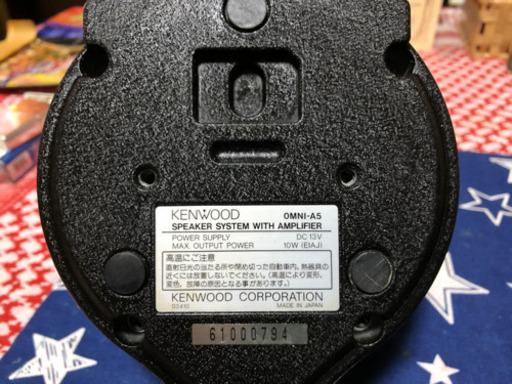 KENWOOD OMNI-A5
SPEAKER SYSTEM WITH AMPLIFIER
POWER SUPPLY DC 13V
MAX. OUTPUT POWER 10W (EIAJ)
高温にご注意
直射日光の当たる所や閉め切った自動車内、熱器具の
近くには放置しないでください。(高温により変形、
変色、故障の原因となる事があります。)
KENWOOD CORPORATION
MADE IN JAPAN
61000794